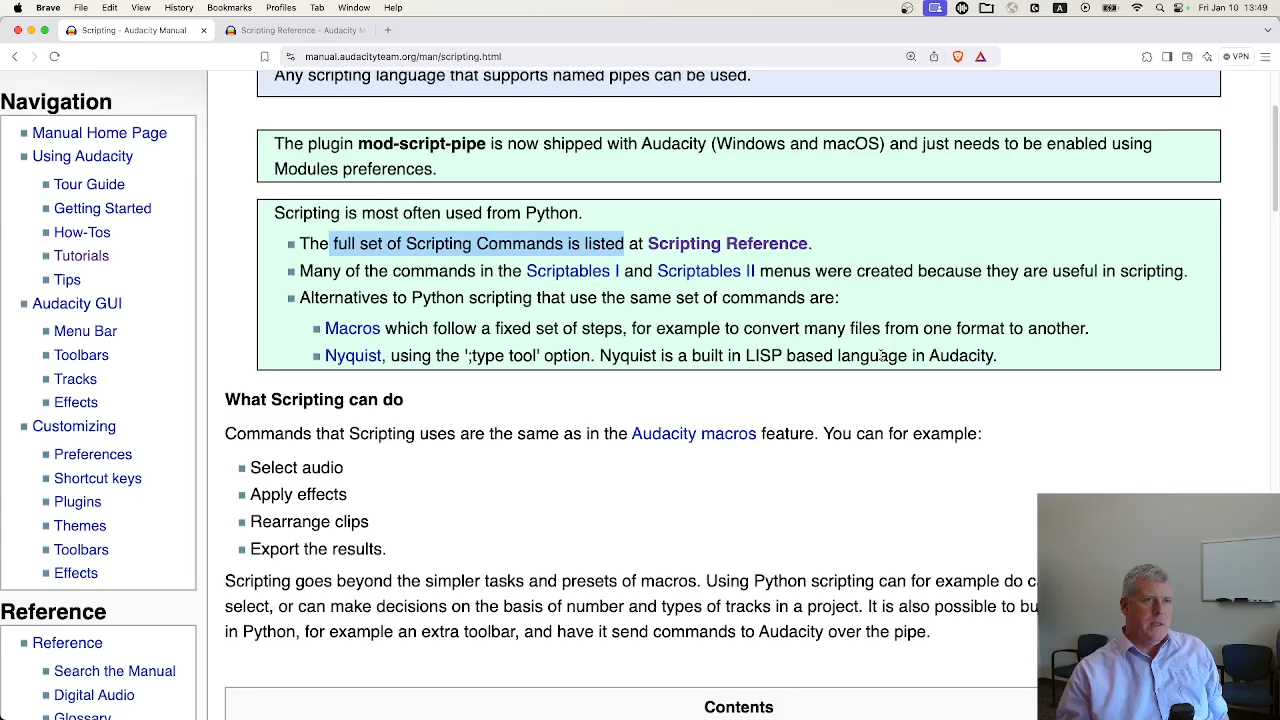 Brave File Edit View History Bookmarks Profiles Tab Window Help Fri Jan 10 13:49
Scripting - Audacity Manual
Scripting Reference - Audacity M
manual.audacityteam.org/man/scripting.html
VPN
Any scripting language that supports named pipes can be used.
The plugin mod-script-pipe is now shipped with Audacity (Windows and macOS) and just needs to be enabled using
Modules preferences.
Scripting is most often used from Python.
The full set of Scripting Commands is listed at Scripting Reference.
Many of the commands in the Scriptables I and Scriptables II menus were created because they are useful in scripting.
Alternatives to Python scripting that use the same set of commands are:
Macros which follow a fixed set of steps, for example to convert many files from one format to another.
Nyquist, using the ';type tool' option. Nyquist is a built in LISP based language in Audacity.
What Scripting can do
Commands that Scripting uses are the same as in the Audacity macros feature. You can for example:
Select audio
Apply effects
Rearrange clips
Export the results.
Scripting goes beyond the simpler tasks and presets of macros. Using Python scripting can for example do
select, or can make decisions on the basis of number and types of tracks in a project. It is also possible to
in Python, for example an extra toolbar, and have it send commands to Audacity over the pipe.
Contents
Navigation
Manual Home Page
Using Audacity
Tour Guide
Getting Started
How-Tos
Tutorials
Tips
Audacity GUI
Menu Bar
Toolbars
Tracks
Effects
Customizing
Preferences
Shortcut keys
Plugins
Themes
Toolbars
Effects
Reference
Reference
Search the Manual
Digital Audio
Glossary